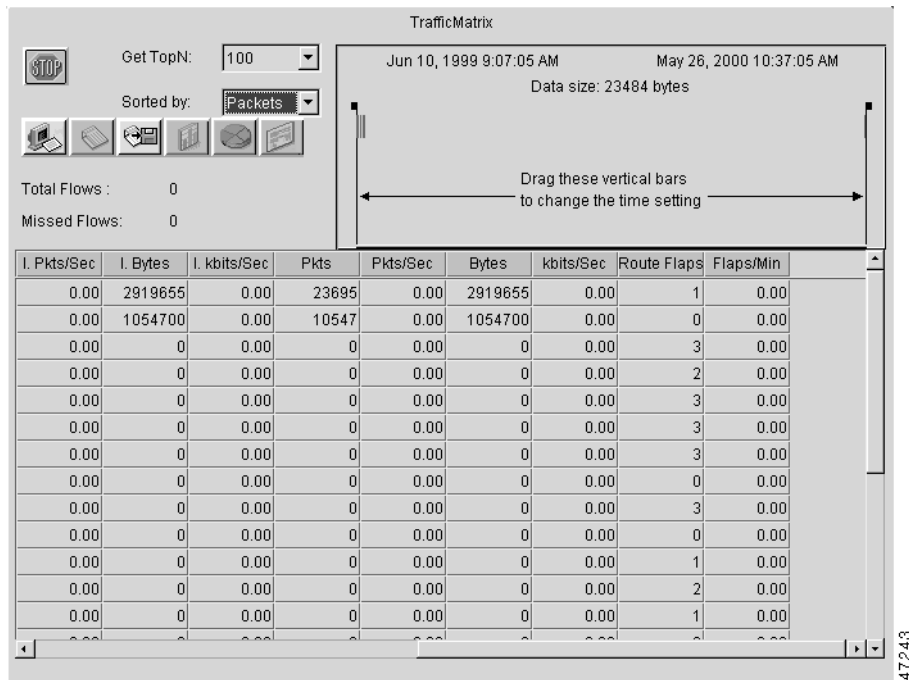 TrafficMatrix
STOP
Get TopN: 100
Sorted by: Packets
Total Flows : 0
Missed Flows: 0
Jun 10, 1999 9:07:05 AM May 26, 2000 10:37:05 AM
Data size: 23484 bytes
Drag these vertical bars
to change the time setting
I. Pkts/Sec I. Bytes I. kbits/Sec Pkts Pkts/Sec Bytes kbits/Sec Route Flaps Flaps/Min
0.00 2919655 0.00 23695 0.00 2919655 0.00 1 0.00
0.00 1054700 0.00 10547 0.00 1054700 0.00 0 0.00
0.00 0 0.00 0 0.00 0 0.00 3 0.00
0.00 0 0.00 0 0.00 0 0.00 2 0.00
0.00 0 0.00 0 0.00 0 0.00 3 0.00
0.00 0 0.00 0 0.00 0 0.00 3 0.00
0.00 0 0.00 0 0.00 0 0.00 3 0.00
0.00 0 0.00 0 0.00 0 0.00 0 0.00
0.00 0 0.00 0 0.00 0 0.00 3 0.00
0.00 0 0.00 0 0.00 0 0.00 0 0.00
0.00 0 0.00 0 0.00 0 0.00 1 0.00
0.00 0 0.00 0 0.00 0 0.00 2 0.00
0.00 0 0.00 0 0.00 0 0.00 1 0.00
47243